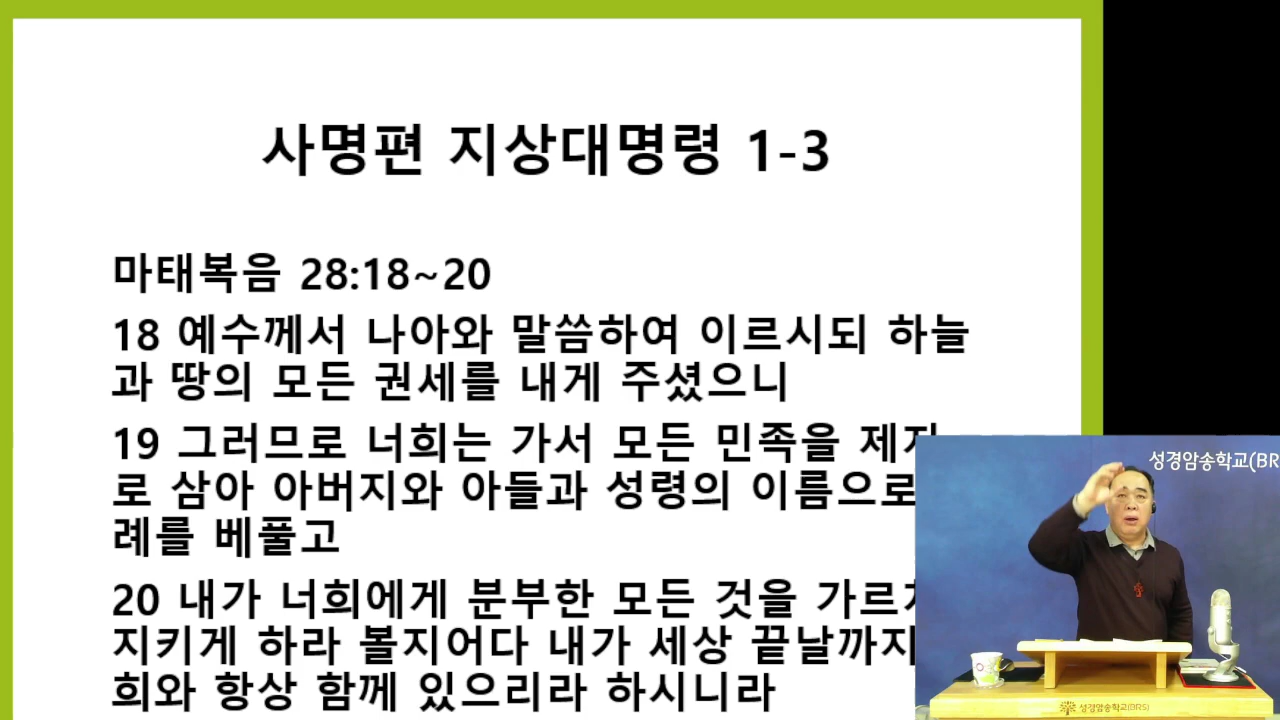 사명편 지상대명령 1-3
마태복음 28:18~20
18 예수께서 나아와 말씀하여 이르시되 하늘
과 땅의 모든 권세를 내게 주셨으니
19 그러므로 너희는 가서 모든 민족을
로 삼아 아버지와 아들과 성령의 이름으로
례를 베풀고
20 내가 너희에게 분부한 모든 것을
지키게 하라 볼지어다 내가 세상 끝날까지
희와 항상 함께 있으리라 하시니라
성경암송학교(BR
성경암송학교(BRS)